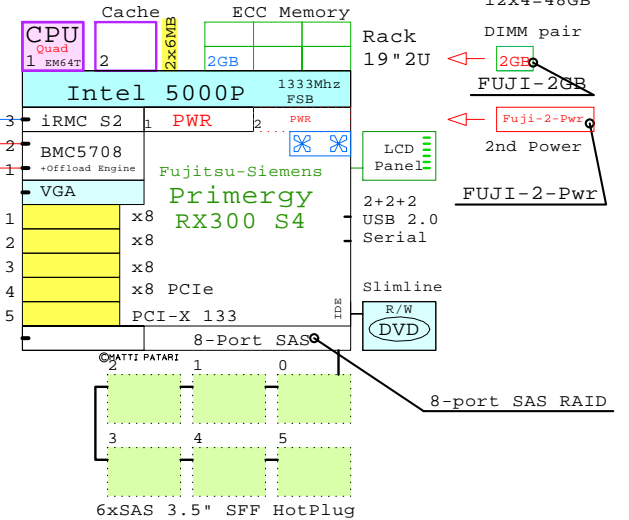 12x4=48GB
Cache
ECC Memory
CPU
Quad
1 EM64T
2
2x6MB
2GB
Rack
19"2U
DIMM pair
2GB
FUJI-2GB
Intel 5000P
1333Mhz
FSB
3
iRMC S2
1
PWR
2
PWR
Fuji-2-Pwr
2nd Power
2
BMC5708
1
+Offload Engine
LCD
Panel
VGA
Fujitsu-Siemens
Primergy
RX300 S4
FUJI-2-Pwr
2+2+2
USB 2.0
Serial
1
x8
2
x8
3
x8
4
x8 PCIe
5
PCI-X 133
IDE
Slimline
R/W
DVD
8-Port SAS
©MATTI PATARI
2
1
0
8-port SAS RAID
3
4
5
6xSAS 3.5" SFF HotPlug